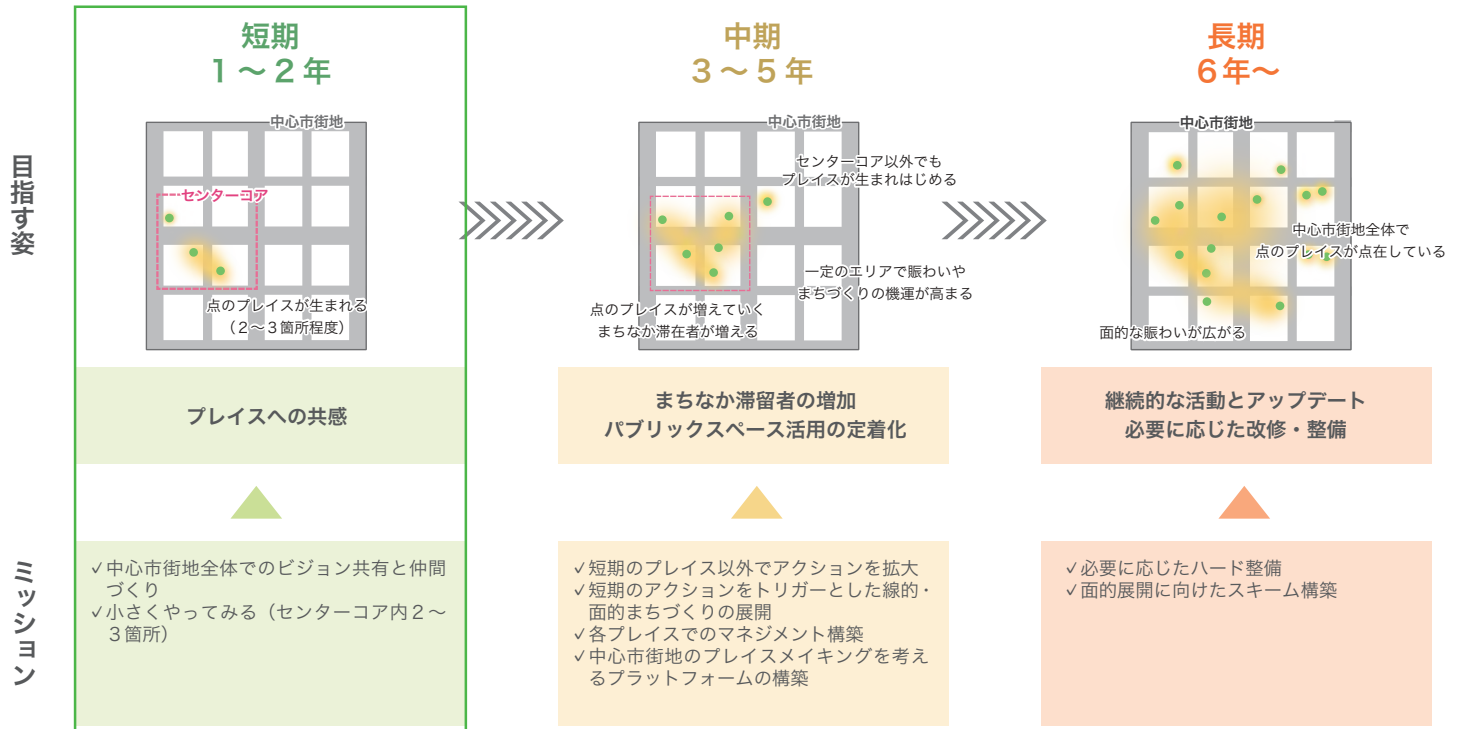 短期
1～2年
中期
3～5年
長期
6年～
目指す姿
中心市街地
センターコア
点のプレイスが生まれる
（２～３箇所程度）
中心市街地
センターコア以外でも
プレイスが生まれはじめる
一定のエリアで賑わいや
まちづくりの機運が高まる
点のプレイスが増えていく
まちなか滞在者が増える
中心市街地
中心市街地全体で
点のプレイスが点在している
面的な賑わいが広がる
プレイスへの共感
まちなか滞留者の増加
パブリックスペース活用の定着化
継続的な活動とアップデート
必要に応じた改修・整備
ミッション
✓中心市街地全体でのビジョン共有と仲間
づくり
✓小さくやってみる（センターコア内２～
３箇所）
✓短期のプレイス以外でアクションを拡大
✓短期のアクションをトリガーとした線的・
面的まちづくりの展開
✓各プレイスでのマネジメント構築
✓中心市街地のプレイスメイキングを考え
るプラットフォームの構築
✓必要に応じたハード整備
✓面的展開に向けたスキーム構築